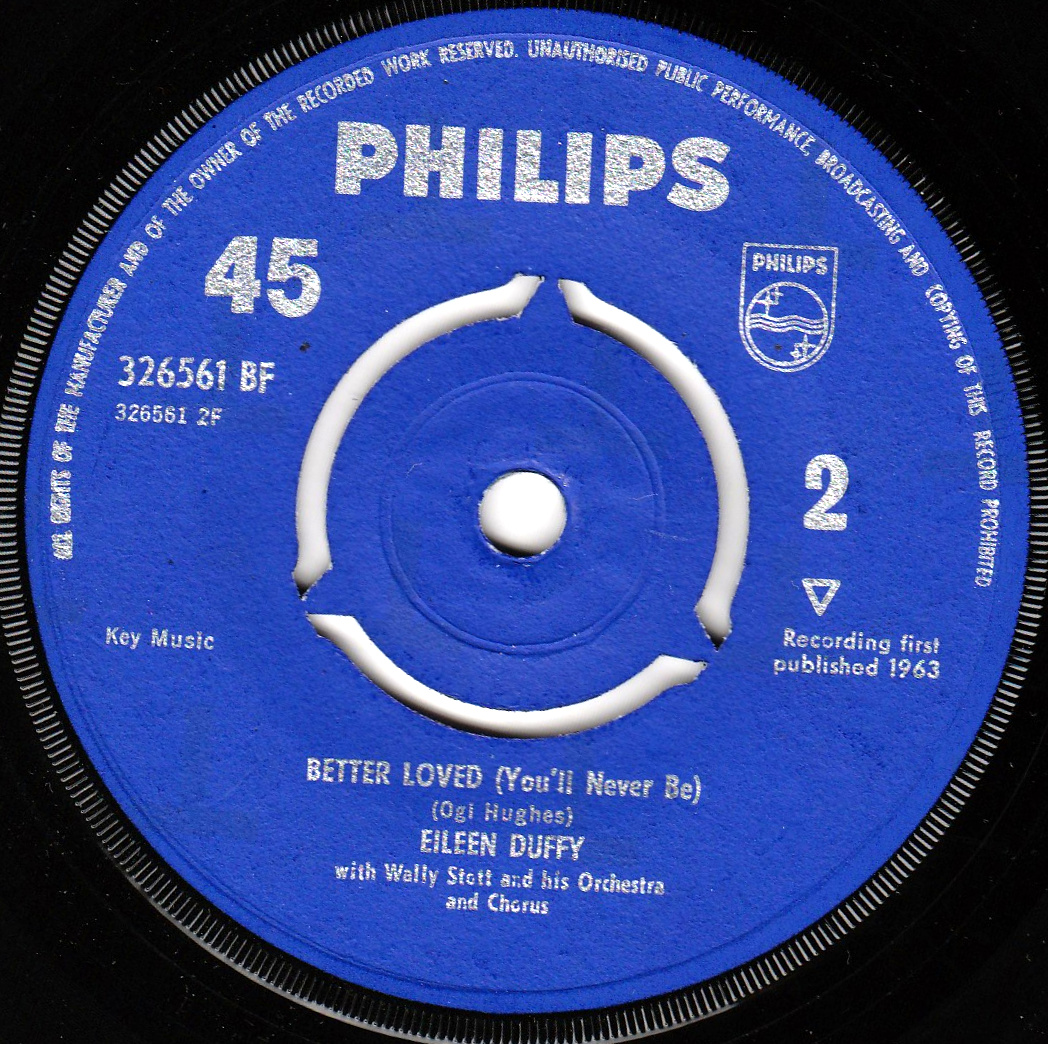 ALL RIGHTS OF THE MANUFACTURER AND OF THE OWNER OF THE RECORDED WORK RESERVED. UNAUTHORISED PUBLIC PERFORMANCE, BROADCASTING AND COPYING OF THIS RECORD PROHIBITED
PHILIPS
45
PHILIPS
326561 BF
326561 2F
2
Key Music
Recording first
published 1963
BETTER LOVED (You'll Never Be)
(Ogi Hughes)
EILEEN DUFFY
with Wally Stott and his Orchestra
and Chorus